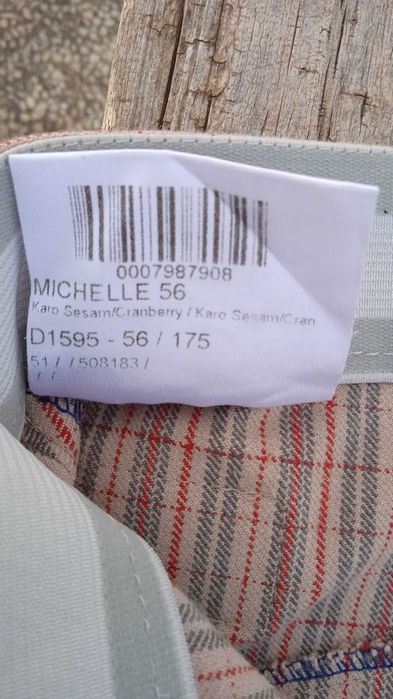 0007987908
MICHELLE 56
Karo Sesam/Cranberry / Karo Sesam/Cran
D1595 - 56 / 175
51/ / /508183/
/ /